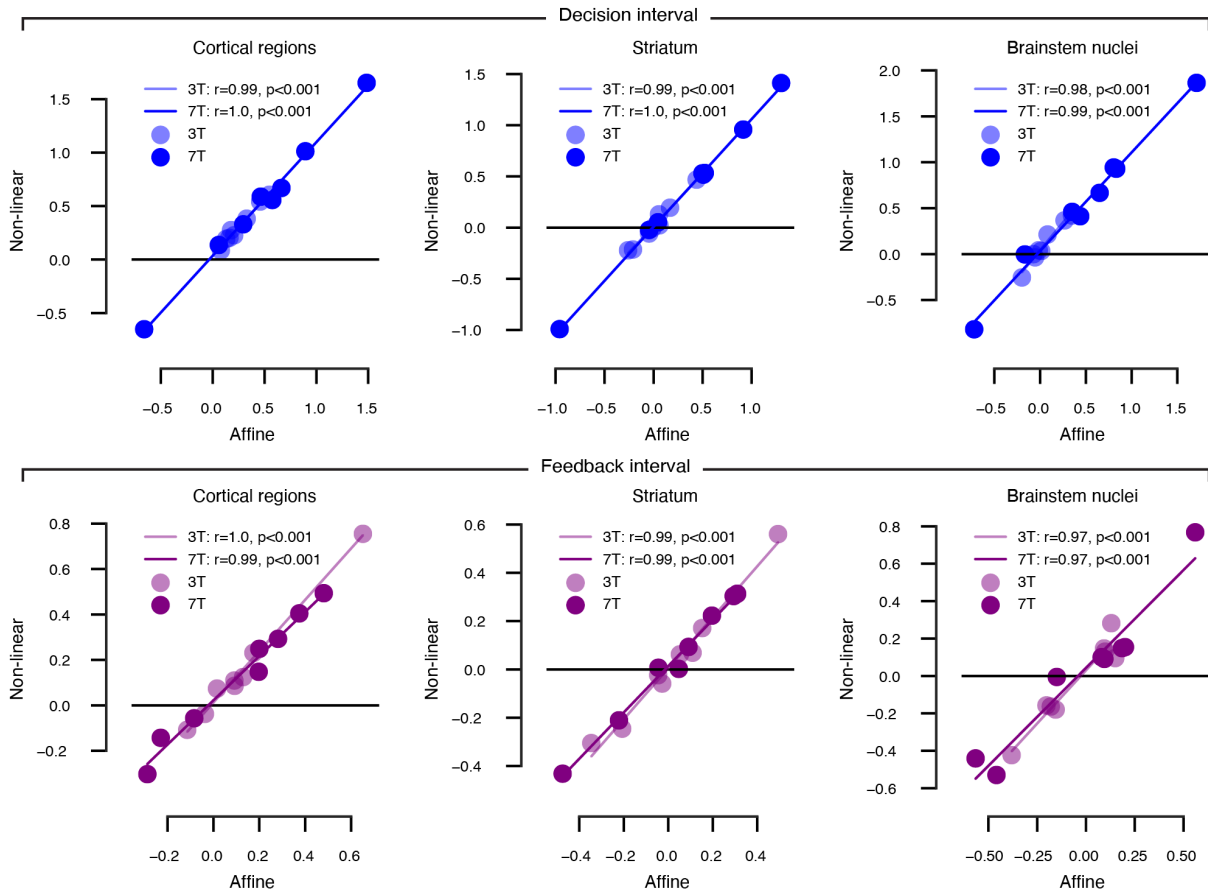 Decision interval
Cortical regions
3T: r=0.99, p<0.001
7T: r=1.0, p<0.001
3T
7T
Non-linear
1.5
1.0
0.5
0.0
−0.5
−0.5 0.0 0.5 1.0 1.5
Affine
Striatum
3T: r=0.99, p<0.001
7T: r=1.0, p<0.001
3T
7T
Non-linear
1.5
1.0
0.5
0.0
−0.5
−1.0
−1.0 −0.5 0.0 0.5 1.0
Affine
Brainstem nuclei
3T: r=0.98, p<0.001
7T: r=0.99, p<0.001
3T
7T
Non-linear
2.0
1.5
1.0
0.5
0.0
−0.5
−0.5 0.0 0.5 1.0 1.5
Affine
Feedback interval
Cortical regions
3T: r=1.0, p<0.001
7T: r=0.99, p<0.001
3T
7T
Non-linear
0.8
0.6
0.4
0.2
0.0
−0.2
−0.2 0.0 0.2 0.4 0.6
Affine
Striatum
3T: r=0.99, p<0.001
7T: r=0.99, p<0.001
3T
7T
Non-linear
0.6
0.4
0.2
0.0
−0.2
−0.4
−0.4 −0.2 0.0 0.2 0.4
Affine
Brainstem nuclei
3T: r=0.97, p<0.001
7T: r=0.97, p<0.001
3T
7T
Non-linear
0.8
0.6
0.4
0.2
0.0
−0.2
−0.4
−0.6
−0.50 −0.25 0.00 0.25 0.50
Affine